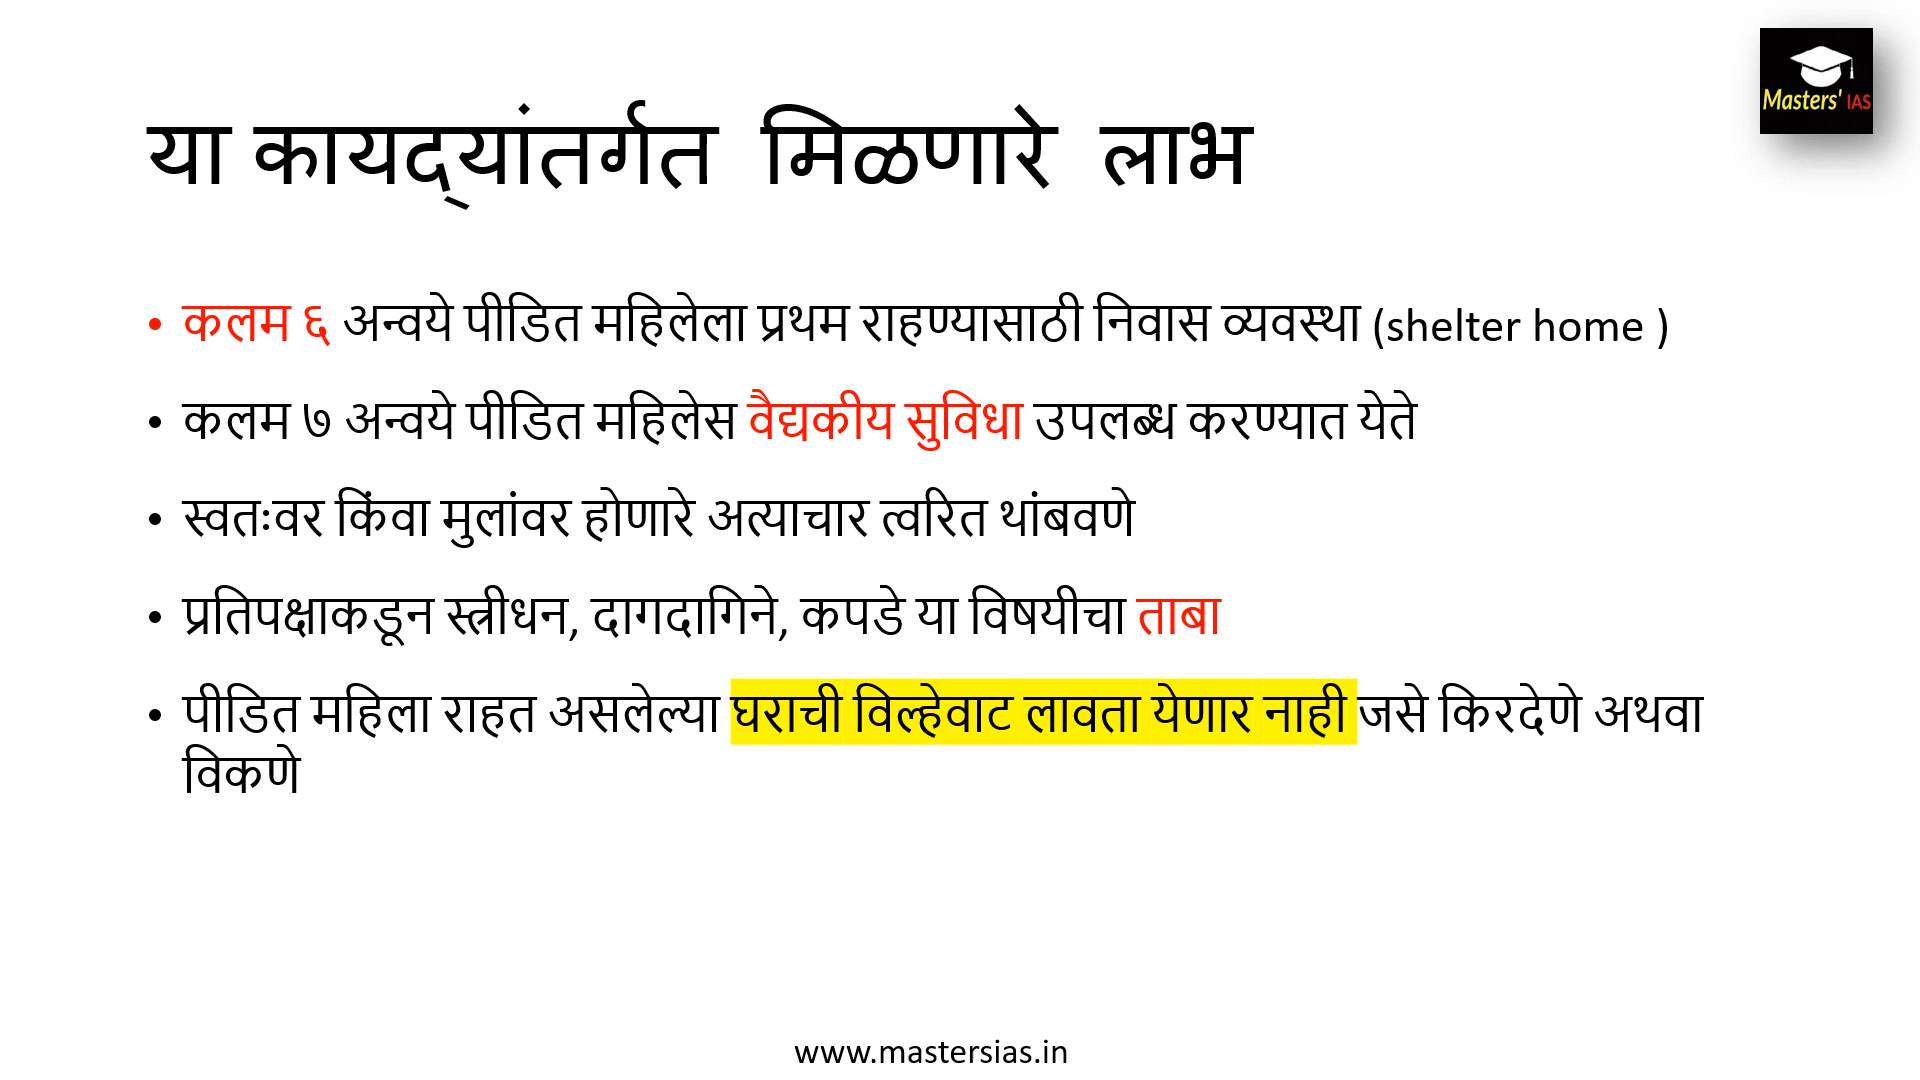 Masters' IAS
या कायद्यांतर्गत मिळणारे लाभ
• कलम ६ अन्वये पीडित महिलेला प्रथम राहण्यासाठी निवास व्यवस्था (shelter home )
• कलम ७ अन्वये पीडित महिलेस वैद्यकीय सुविधा उपलब्ध करण्यात येते
• स्वतःवर किंवा मुलांवर होणारे अत्याचार त्वरित थांबवणे
• प्रतिपक्षाकडून स्त्रीधन, दागदागिने, कपडे या विषयीचा ताबा
• पीडित महिला राहत असलेल्या घराची विल्हेवाट लावता येणार नाही जसे किरदेणे अथवा
विकणे
www.mastersias.in